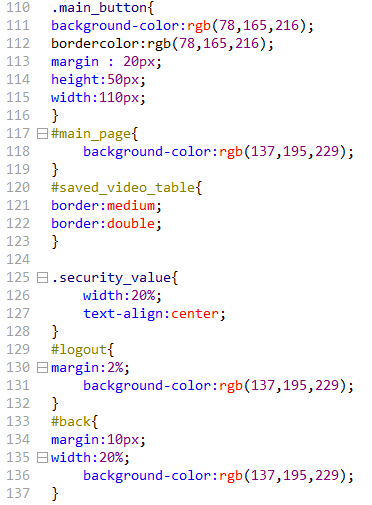 110 .main_button{
111 background-color:rgb(78,165,216);
112 bordercolor:rgb(78,165,216);
113 margin : 20px;
114 height:50px;
115 width:110px;
116 }
117 #main_page{
118     background-color:rgb(137,195,229);
119 }
120 #saved_video_table{
121 border:medium;
122 border:double;
123 }
124
125 .security_value{
126     width:20%;
127     text-align:center;
128 }
129 #logout{
130 margin:2%;
131     background-color:rgb(137,195,229);
132 }
133 #back{
134 margin:10px;
135 width:20%;
136     background-color:rgb(137,195,229);
137 }